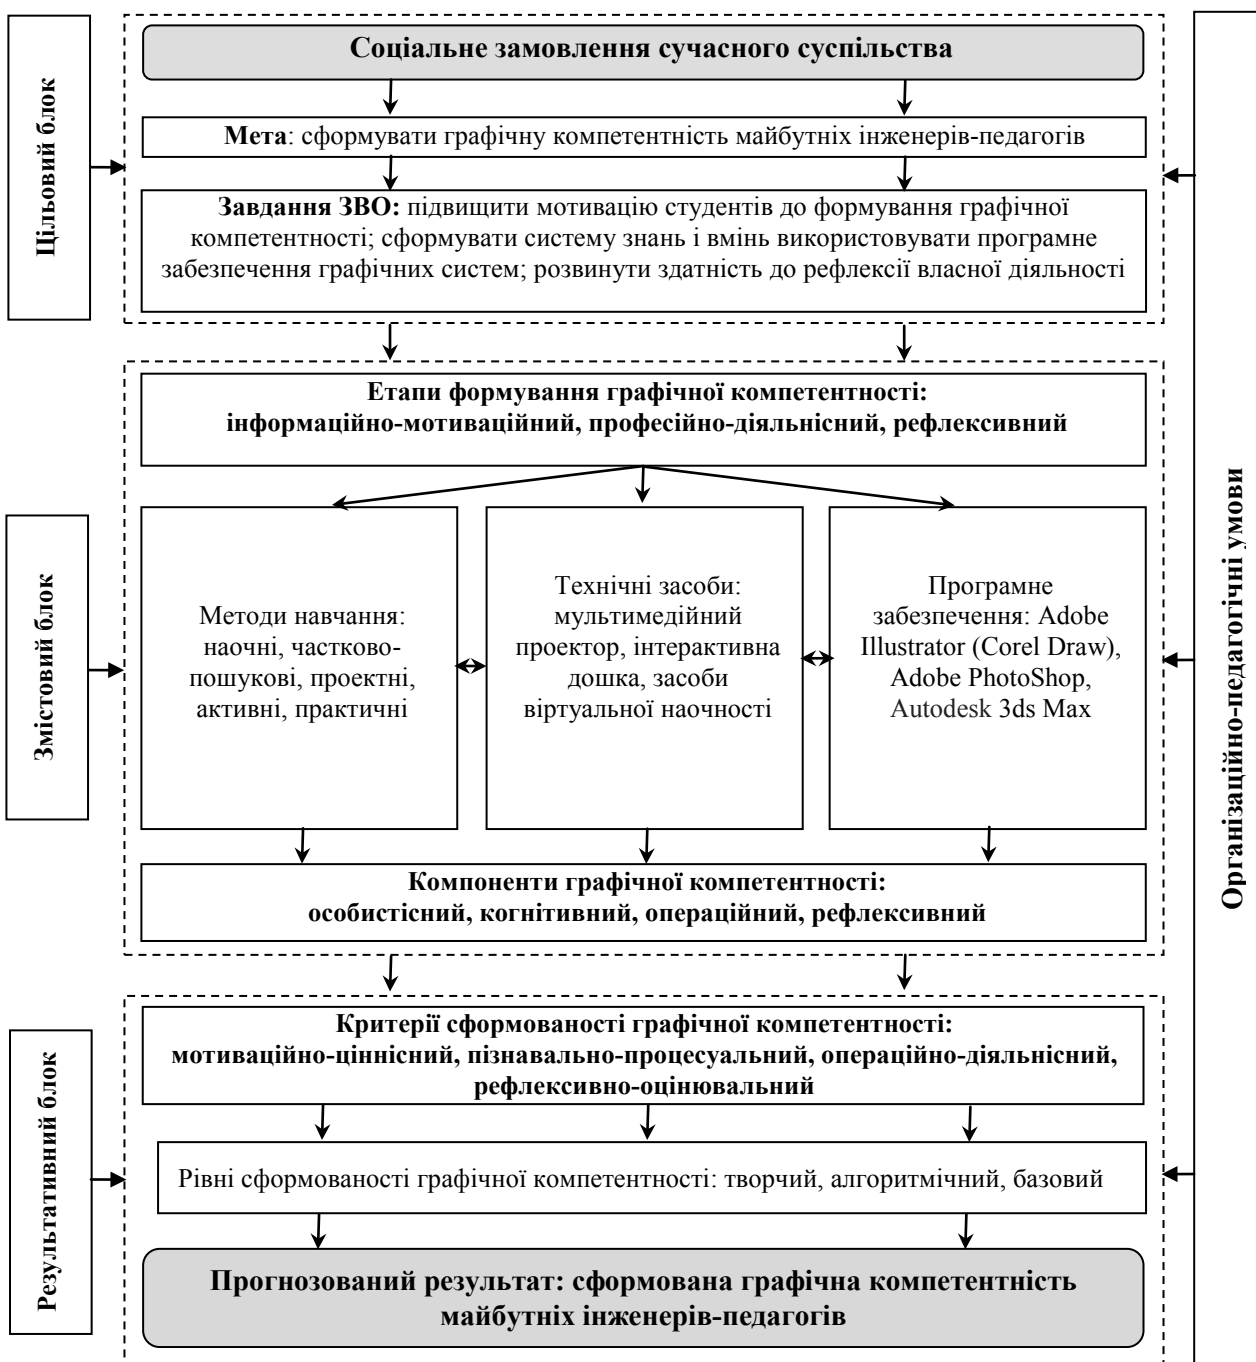 Цільовий блок
Соціальне замовлення сучасного суспільства
Мета: сформувати графічну компетентність майбутніх інженерів-педагогів
Завдання ЗВО: підвищити мотивацію студентів до формування графічної
компетентності; сформувати систему знань і вмінь використовувати програмне
забезпечення графічних систем; розвинути здатність до рефлексії власної діяльності
Змістовий блок
Етапи формування графічної компетентності:
інформаційно-мотиваційний, професійно-діяльнісний, рефлексивний
Методи навчання:
наочні, частково-
пошукові, проектні,
активні, практичні
Технічні засоби:
мультимедійний
проектор, інтерактивна
дошка, засоби
віртуальної наочності
Програмне
забезпечення: Adobe
Illustrator (Corel Draw),
Adobe PhotoShop,
Autodesk 3ds Max
Компоненти графічної компетентності:
особистісний, когнітивний, операційний, рефлексивний
Результативний блок
Критерії сформованості графічної компетентності:
мотиваційно-ціннісний, пізнавально-процесуальний, операційно-діяльнісний,
рефлексивно-оцінювальний
Рівні сформованості графічної компетентності: творчий, алгоритмічний, базовий
Прогнозований результат: сформована графічна компетентність
майбутніх інженерів-педагогів
Організаційно-педагогічні умови